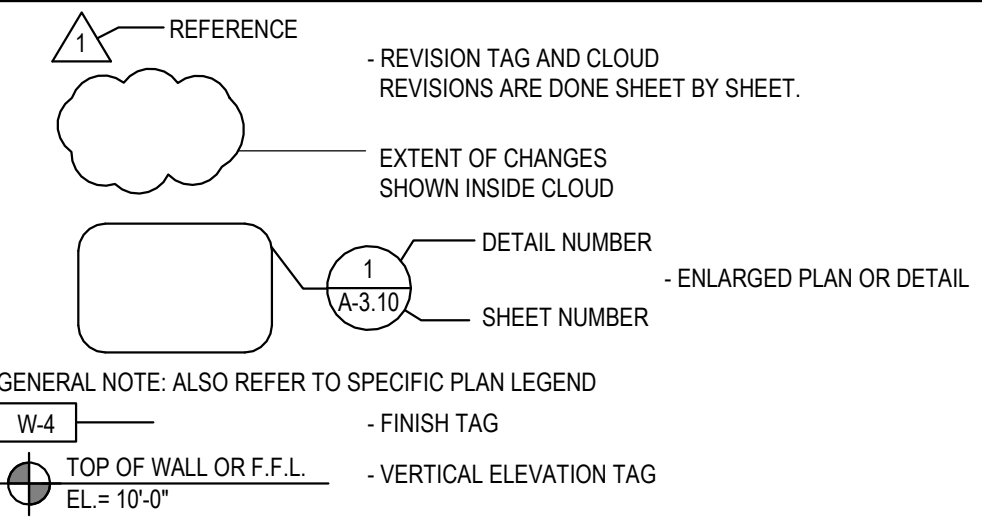 1
REFERENCE
- REVISION TAG AND CLOUD
REVISIONS ARE DONE SHEET BY SHEET.
EXTENT OF CHANGES
SHOWN INSIDE CLOUD
DETAIL NUMBER
1
A-3.10
- ENLARGED PLAN OR DETAIL
SHEET NUMBER
GENERAL NOTE: ALSO REFER TO SPECIFIC PLAN LEGEND
W-4
- FINISH TAG
TOP OF WALL OR F.F.L.
- VERTICAL ELEVATION TAG
EL.= 10'-0"